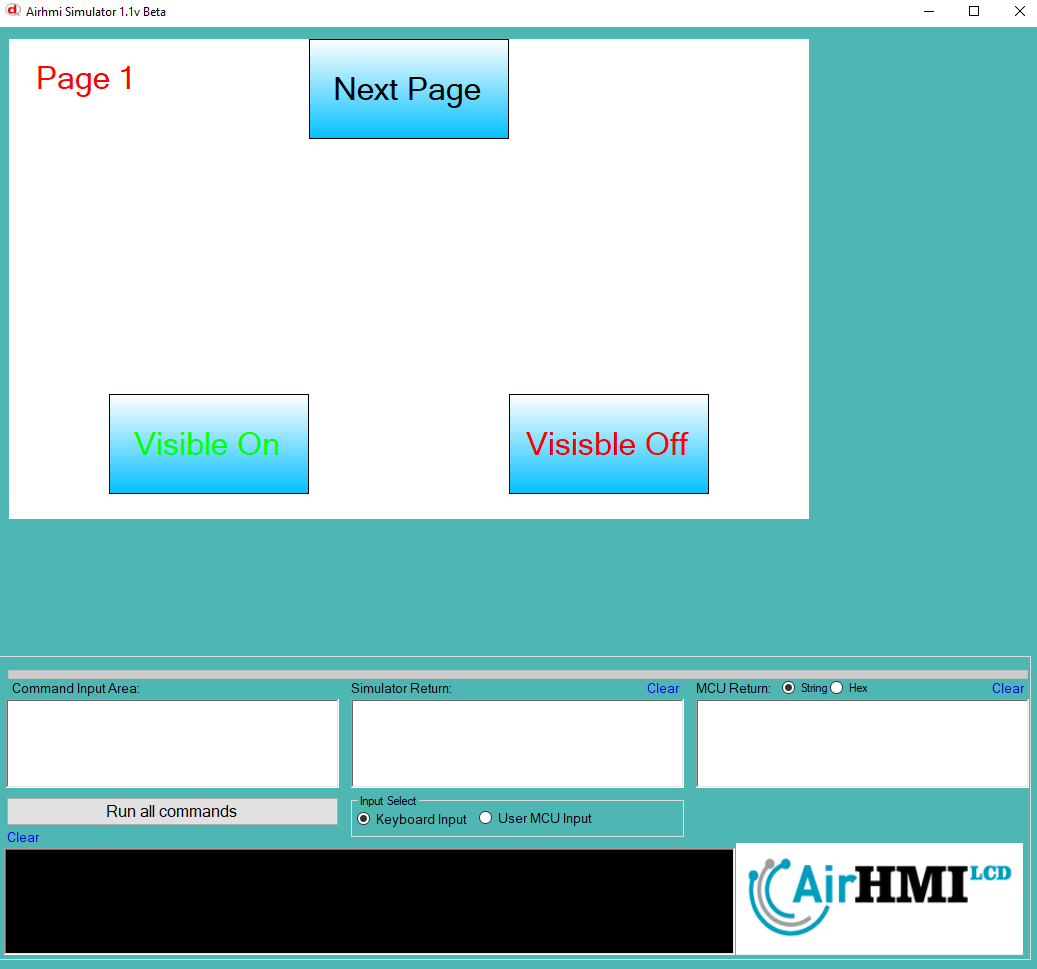 Airhmi Simulator 1.1v Beta
Page 1
Next Page
Visible On
Visisble Off
Command Input Area:
Simulator Return:
Clear
MCU Return:
String
Hex
Clear
Run all commands
Input Select
Keyboard Input
User MCU Input
Clear
AirHMI LCD